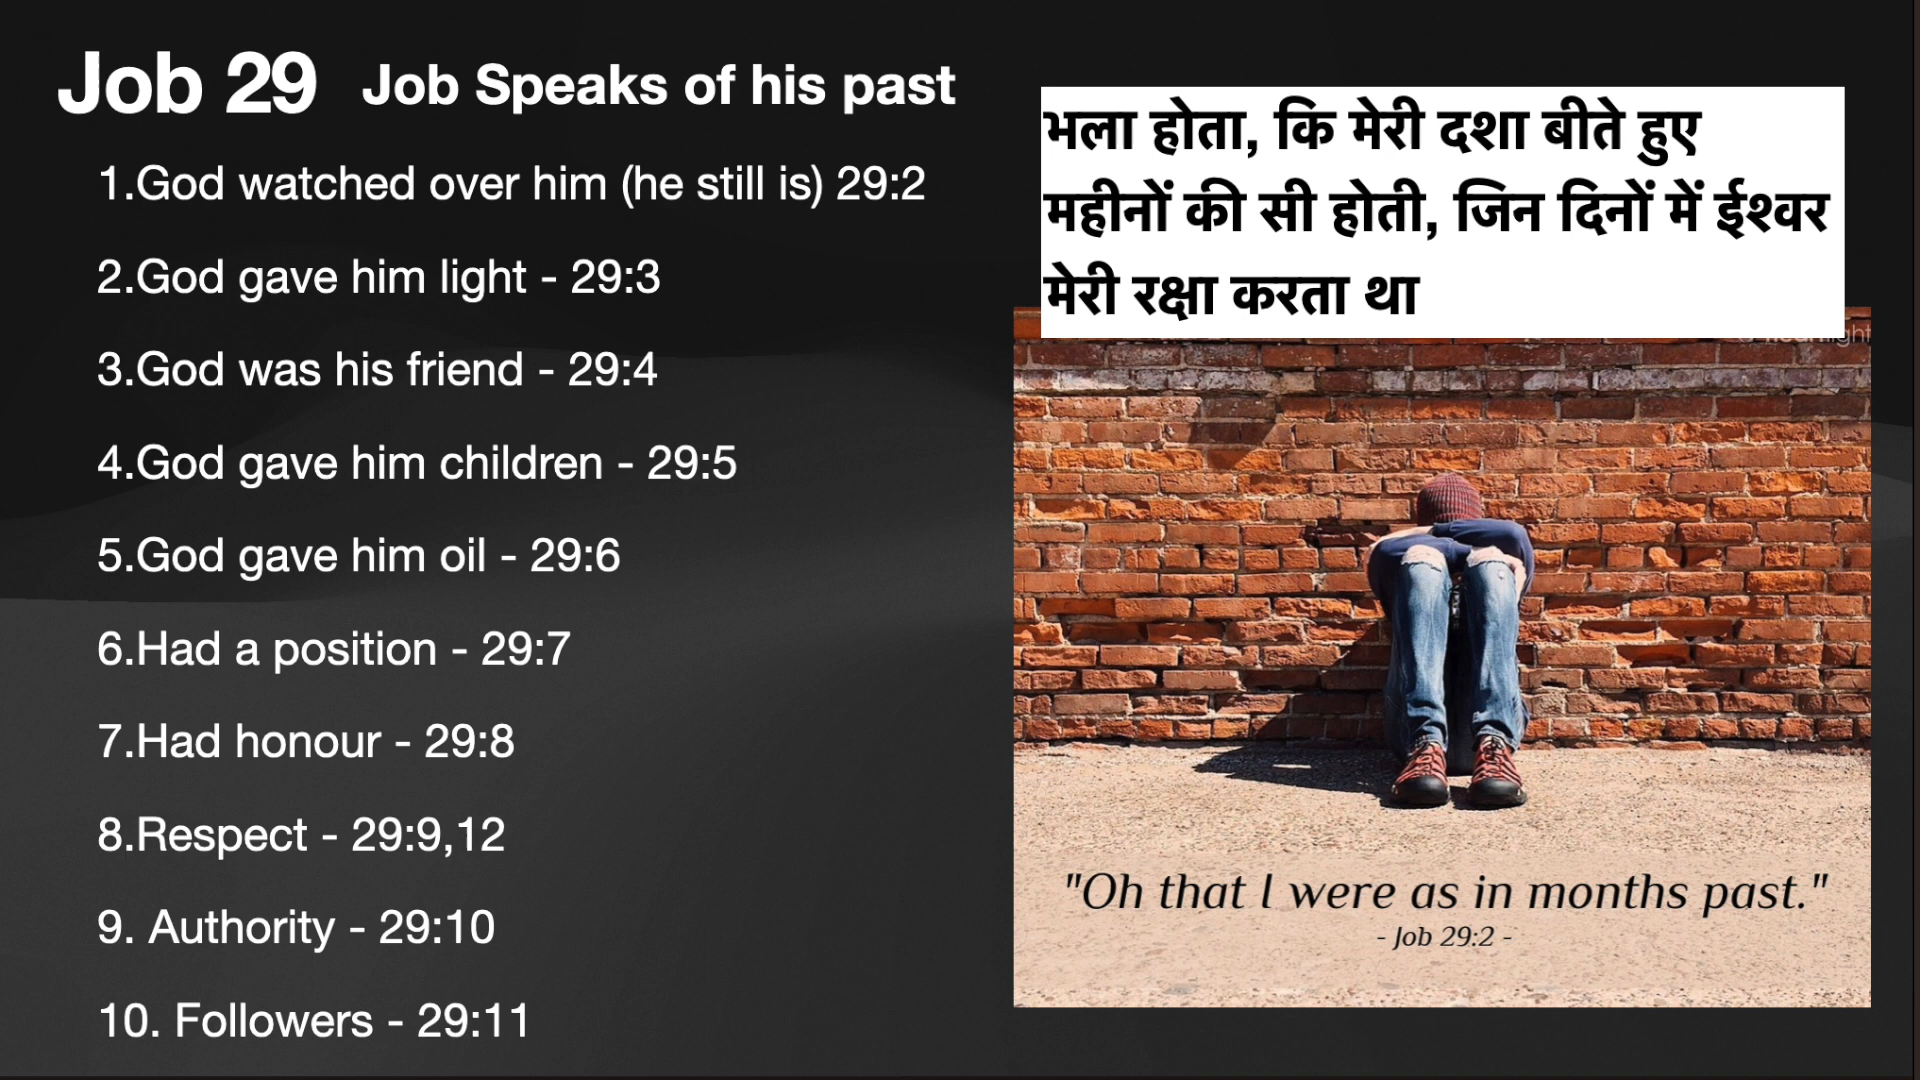 Job 29 Job Speaks of his past
1.God watched over him (he still is) 29:2
2.God gave him light - 29:3
3.God was his friend - 29:4
4.God gave him children - 29:5
5.God gave him oil - 29:6
6.Had a position - 29:7
7.Had honour - 29:8
8.Respect - 29:9,12
9. Authority - 29:10
10. Followers - 29:11
भला होता, कि मेरी दशा बीते हुए
महीनों की सी होती, जिन दिनों में ईश्वर
मेरी रक्षा करता था
"Oh that I were as in months past."
- Job 29:2 -